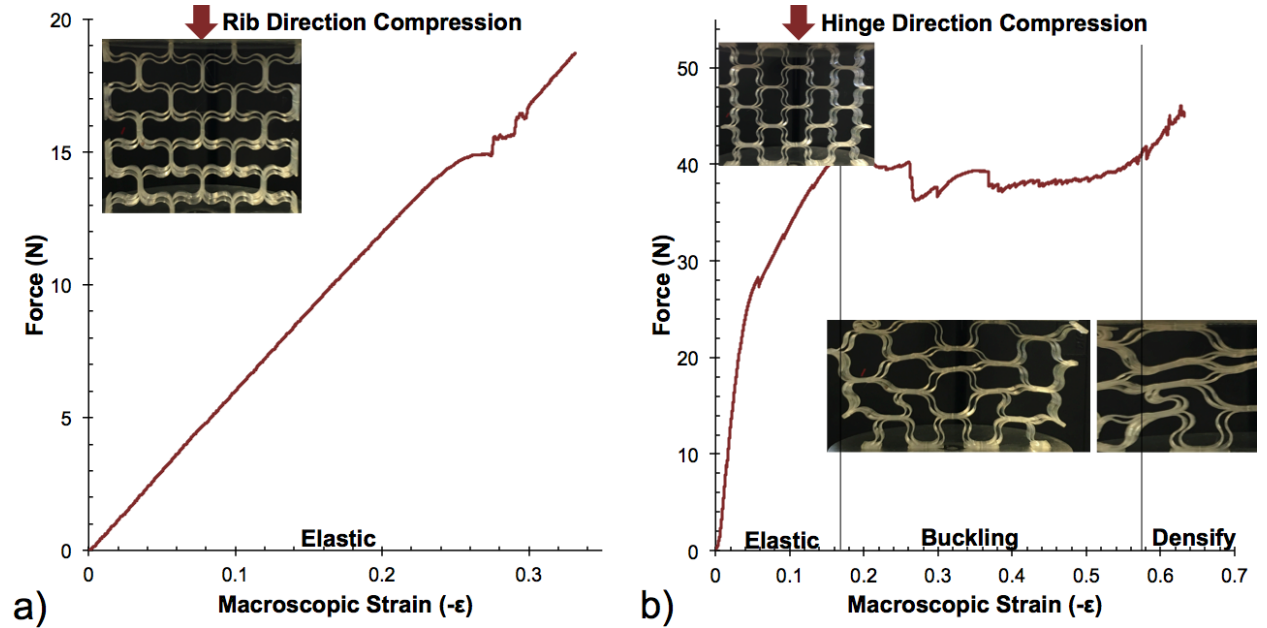 Rib Direction Compression
20
15
10
5
0
Force (N)
Elastic
0 0.1 0.2 0.3
Macroscopic Strain (-ε)
a)
Hinge Direction Compression
50
40
30
20
10
0
Force (N)
Elastic Buckling Densify
0 0.1 0.2 0.3 0.4 0.5 0.6 0.7
Macroscopic Strain (-ε)
b)